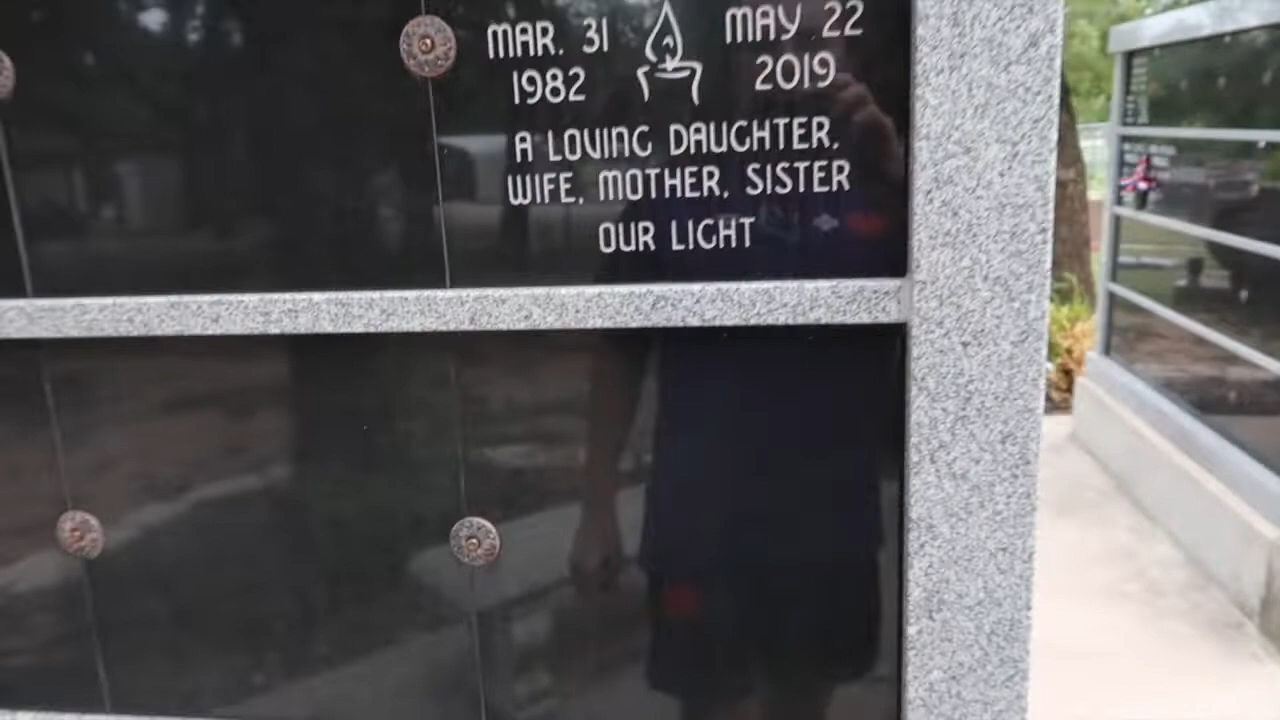 MAR. 31 MAY 22
1982 2019
A LOVING DAUGHTER,
WIFE, MOTHER, SISTER
OUR LIGHT